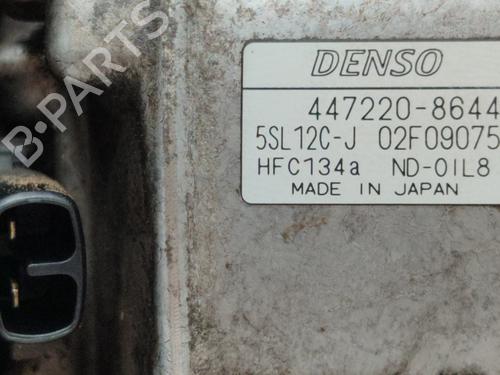 B-PARTS
DENSO
447220-8644
5SL12C-J 02F09075
HFC134a ND-OIL8
MADE IN JAPAN